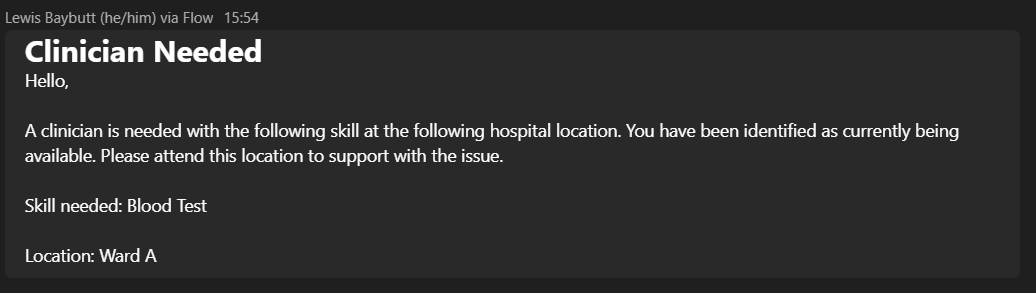 Lewis Baybutt (he/him) via Flow 15:54
Clinician Needed
Hello,
A clinician is needed with the following skill at the following hospital location. You have been identified as currently being
available. Please attend this location to support with the issue.
Skill needed: Blood Test
Location: Ward A